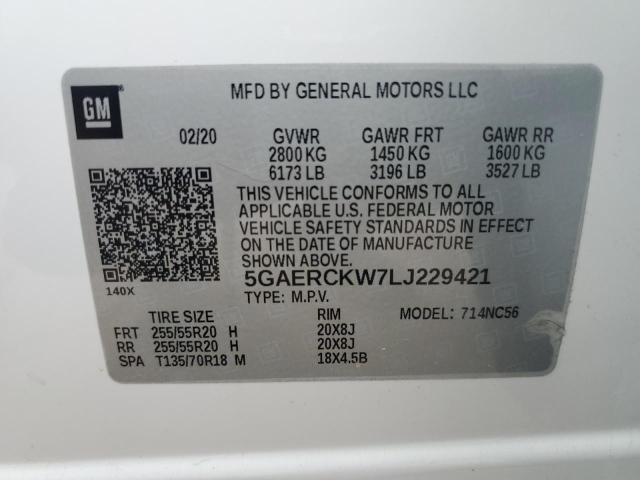 GM
MFD BY GENERAL MOTORS LLC
02/20 GVWR GAWR FRT GAWR RR
2800 KG 1450 KG 1600 KG
6173 LB 3196 LB 3527 LB
THIS VEHICLE CONFORMS TO ALL
APPLICABLE U.S. FEDERAL MOTOR
VEHICLE SAFETY STANDARDS IN EFFECT
ON THE DATE OF MANUFACTURE
SHOWN ABOVE.
140X
5GAERCKW7LJ229421
TYPE: M.P.V.
MODEL: 714NC56
TIRE SIZE RIM
FRT 255/55R20 H 20X8J
RR 255/55R20 H 20X8J
SPA T135/70R18 M 18X4.5B